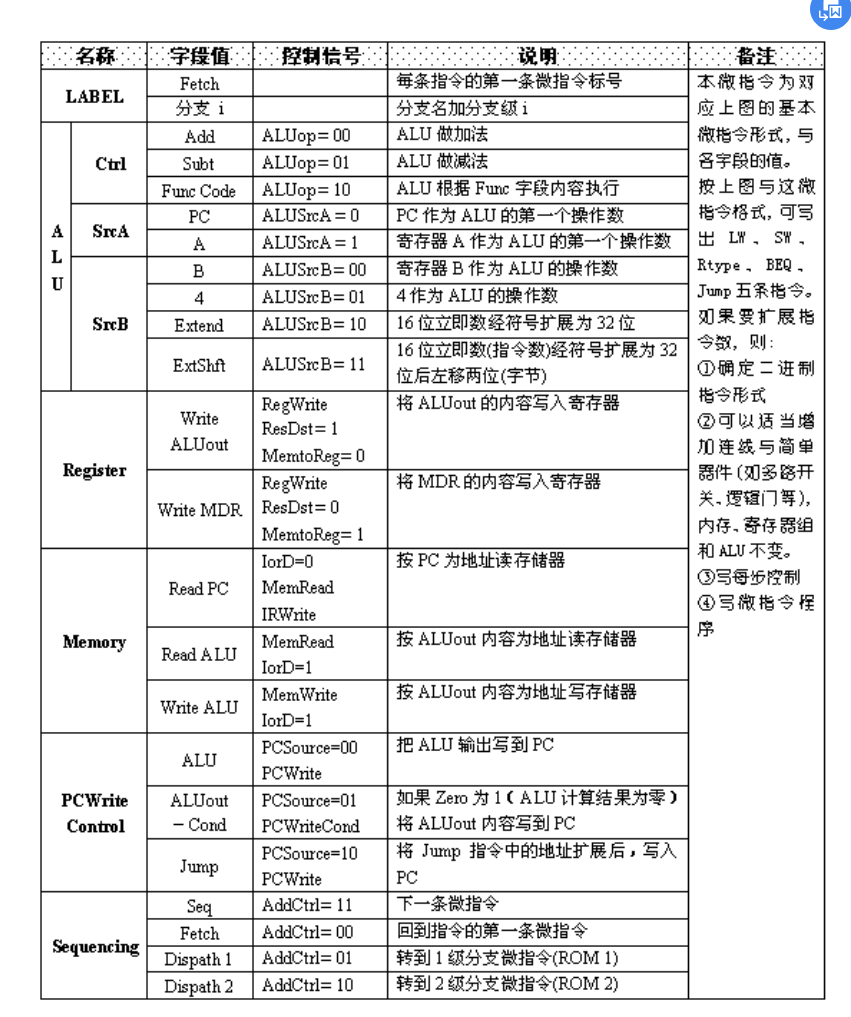 名称 字段值 控制信号 说明 备注
LABEL
Fetch 每条指令的第一条微指令标号
分支 i 分支名加分支级 i
ALU
Ctrl
Add ALUop= 00 ALU 做加法
Subt ALUop= 01 ALU 做减法
Func Code ALUop= 10 ALU 根据 Func 字段内容执行
SrcA
PC ALUSrcA = 0 PC 作为 ALU 的第一个操作数
A ALUSrcA = 1 寄存器 A 作为 ALU 的第一个操作数
SrcB
B ALUSrcB= 00 寄存器 B 作为 ALU 的操作数
4 ALUSrcB= 01 4 作为 ALU 的操作数
Extend ALUSrcB= 10 16 位立即数经符号扩展为 32 位
ExtShft ALUSrcB= 11 16 位立即数(指令数)经符号扩展为 32
位后左移两位(字节)
Register
Write
ALUout
RegWrite
ResDst= 1
MemtoReg= 0
将 ALUout 的内容写入寄存器
Write MDR
RegWrite
ResDst= 0
MemtoReg= 1
将 MDR 的内容写入寄存器
Memory
Read PC
IorD=0
MemRead
IRWrite
按 PC 为地址读存储器
Read ALU
MemRead
IorD=1
按 ALUout 内容为地址读存储器
Write ALU
MemWrite
IorD=1
按 ALUout 内容为地址写存储器
PCWrite
Control
ALU
PCSource=00
PCWrite
把 ALU 输出写到 PC
ALUout
－Cond
PCSource=01
PCWriteCond
如果 Zero 为 1（ALU 计算结果为零）
将 ALUout 内容写到 PC
Jump
PCSource=10
PCWrite
将 Jump 指令中的地址扩展后，写入
PC
Sequencing
Seq AddCtrl= 11 下一条微指令
Fetch AddCtrl= 00 回到指令的第一条微指令
Dispath 1 AddCtrl= 01 转到 1 级分支微指令(ROM 1)
Dispath 2 AddCtrl= 10 转到 2 级分支微指令(ROM 2)
本微指令为对
应上图的基本
微指令形式，与
各字段的值。
按上图与这微
指令格式，可写
出 LW 、 SW 、
Rtype 、 BEQ 、
Jump 五条指令。
如果要扩展指
令数，则：
①确定二进制
指令形式
②可以适当增
加连线与简单
器件(如多路开
关、逻辑门等)，
内存、寄存器组
和 ALU 不变。
③写每步控制
④写微指令程
序